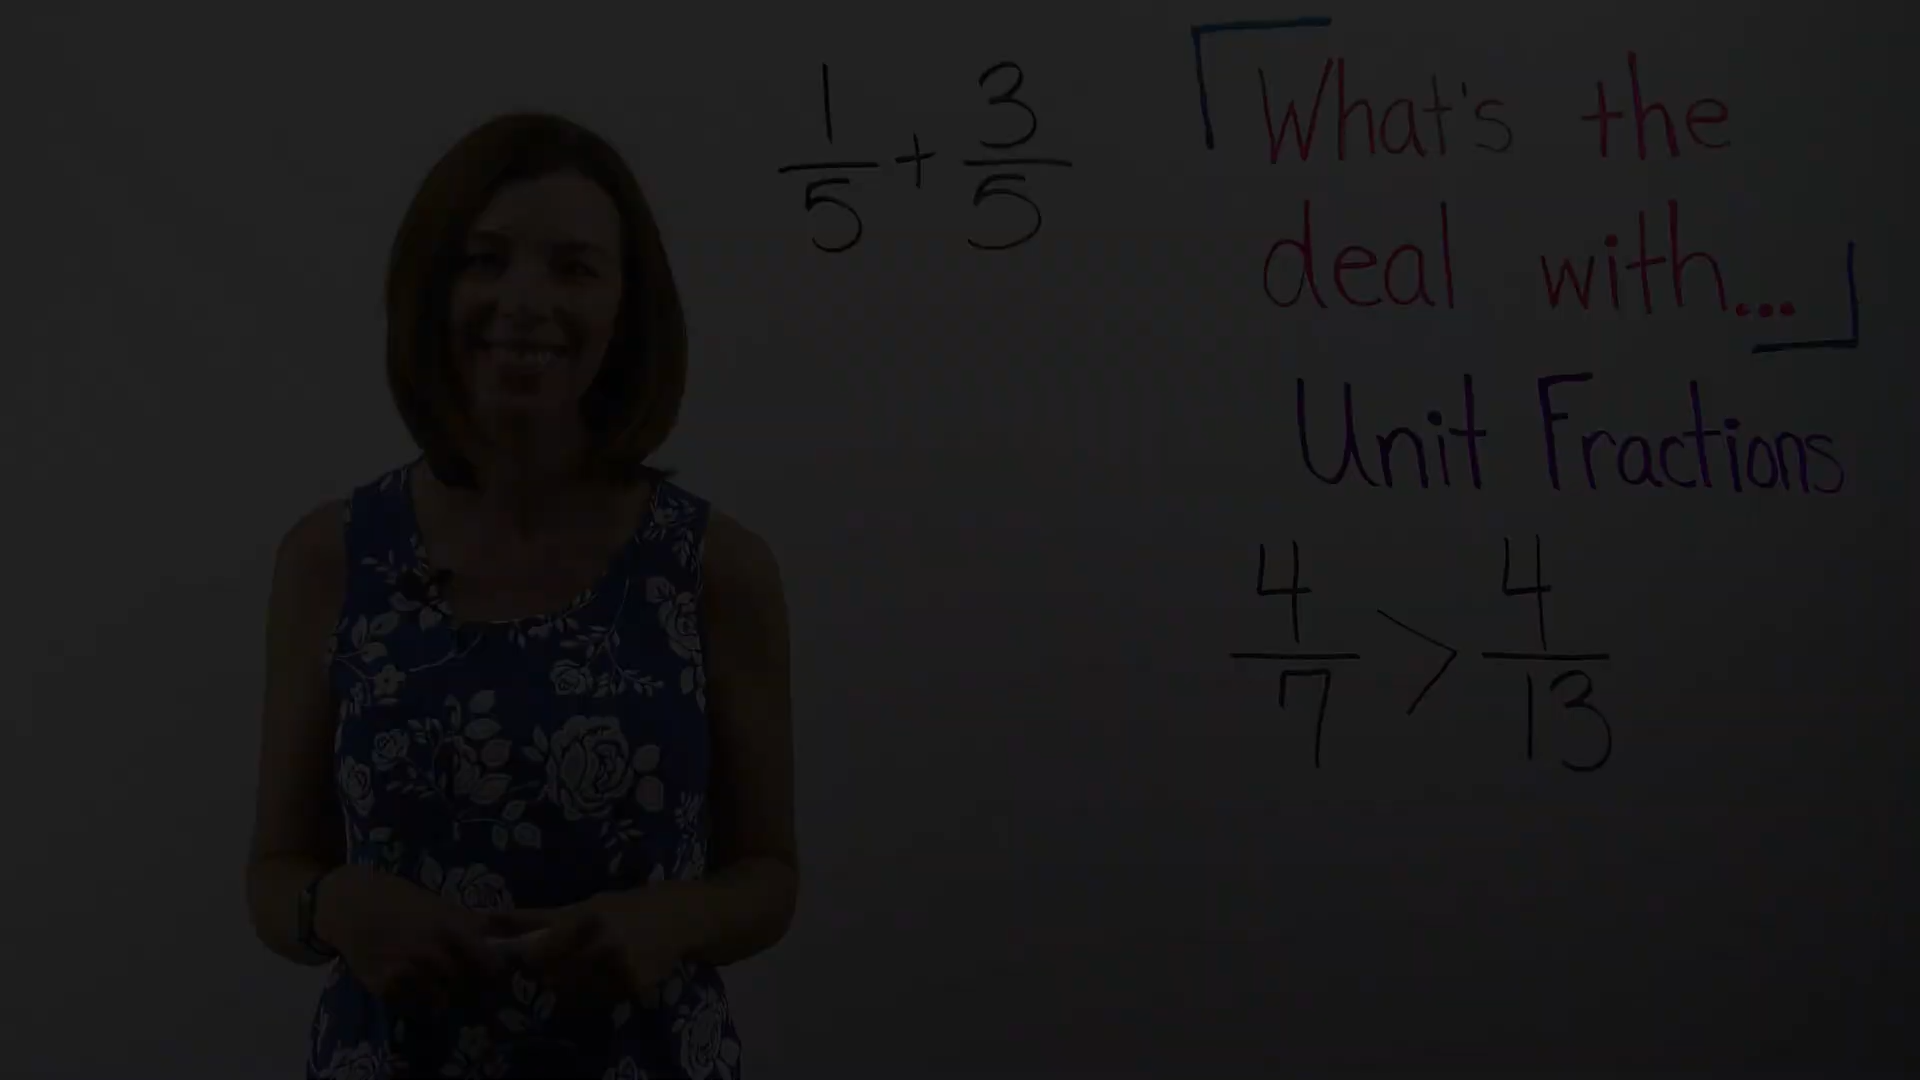 1/5 + 3/5
What's the
deal with...
Unit Fractions
4/7 > 4/13